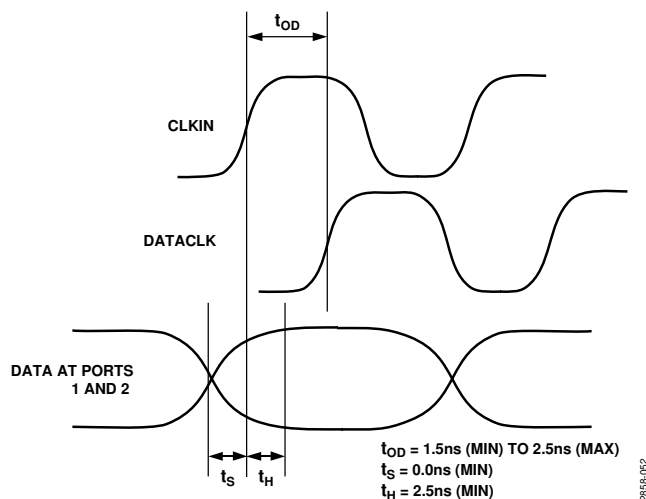 tOD
CLKIN
DATACLK
DATA AT PORTS
1 AND 2
tS
tH
tOD = 1.5ns (MIN) TO 2.5ns (MAX)
tS = 0.0ns (MIN)
tH = 2.5ns (MIN)